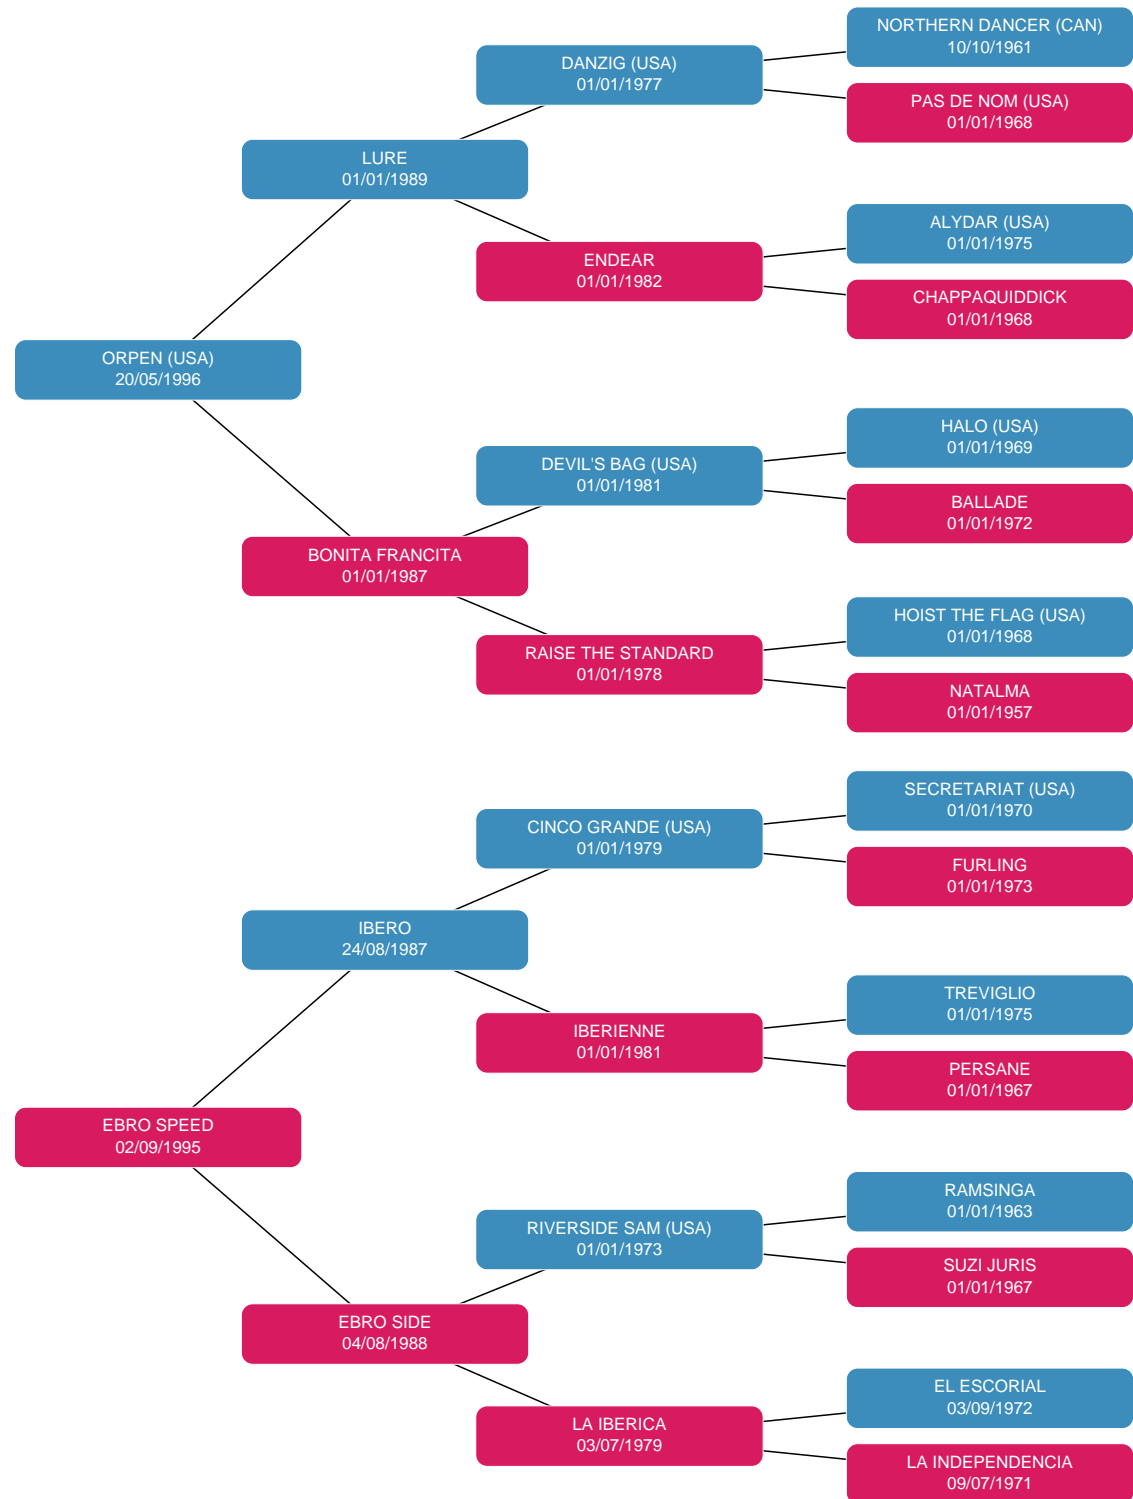 NORTHERN DANCER (CAN)
10/10/1961
DANZIG (USA)
01/01/1977
PAS DE NOM (USA)
01/01/1968
LURE
01/01/1989
ALYDAR (USA)
01/01/1975
ENDEAR
01/01/1982
CHAPPAQUIDDICK
01/01/1968
ORPEN (USA)
20/05/1996
HALO (USA)
01/01/1969
DEVIL'S BAG (USA)
01/01/1981
BALLADE
01/01/1972
BONITA FRANCITA
01/01/1987
HOIST THE FLAG (USA)
01/01/1968
RAISE THE STANDARD
01/01/1978
NATALMA
01/01/1957
SECRETARIAT (USA)
01/01/1970
CINCO GRANDE (USA)
01/01/1979
FURLING
01/01/1973
IBERO
24/08/1987
TREVIGLIO
01/01/1975
IBERIENNE
01/01/1981
PERSANE
01/01/1967
EBRO SPEED
02/09/1995
RAMSINGA
01/01/1963
RIVERSIDE SAM (USA)
01/01/1973
SUZI JURIS
01/01/1967
EBRO SIDE
04/08/1988
EL ESCORIAL
03/09/1972
LA IBERICA
03/07/1979
LA INDEPENDENCIA
09/07/1971